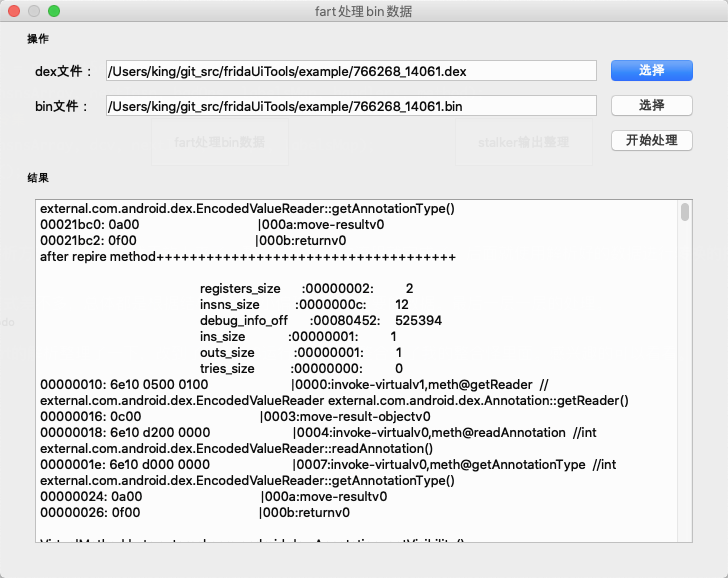 fart处理bin数据
操作
dex文件： /Users/king/git_src/fridaUiTools/example/766268_14061.dex 选择
bin文件： /Users/king/git_src/fridaUiTools/example/766268_14061.bin 选择
fart处理bin数据 stalker输出整理 开始处理
结果
external.com.android.dex.EncodedValueReader::getAnnotationType()
00021bc0: 0a00 |000a:move-resultv0
00021bc2: 0f00 |000b:returnv0
after repire method++++++++++++++++++++++++++++++++++++
registers_size :00000002: 2
insns_size :0000000c: 12
debug_info_off :00080452: 525394
ins_size :00000001: 1
outs_size :00000001: 1
tries_size :00000000: 0
00000010: 6e10 0500 0100 |0000:invoke-virtualv1,meth@getReader //
external.com.android.dex.EncodedValueReader external.com.android.dex.Annotation::getReader()
00000016: 0c00 |0003:move-result-objectv0
00000018: 6e10 d200 0000 |0004:invoke-virtualv0,meth@readAnnotation //int
external.com.android.dex.EncodedValueReader::readAnnotation()
0000001e: 6e10 d000 0000 |0007:invoke-virtualv0,meth@getAnnotationType //int
external.com.android.dex.EncodedValueReader::getAnnotationType()
00000024: 0a00 |000a:move-resultv0
00000026: 0f00 |000b:returnv0